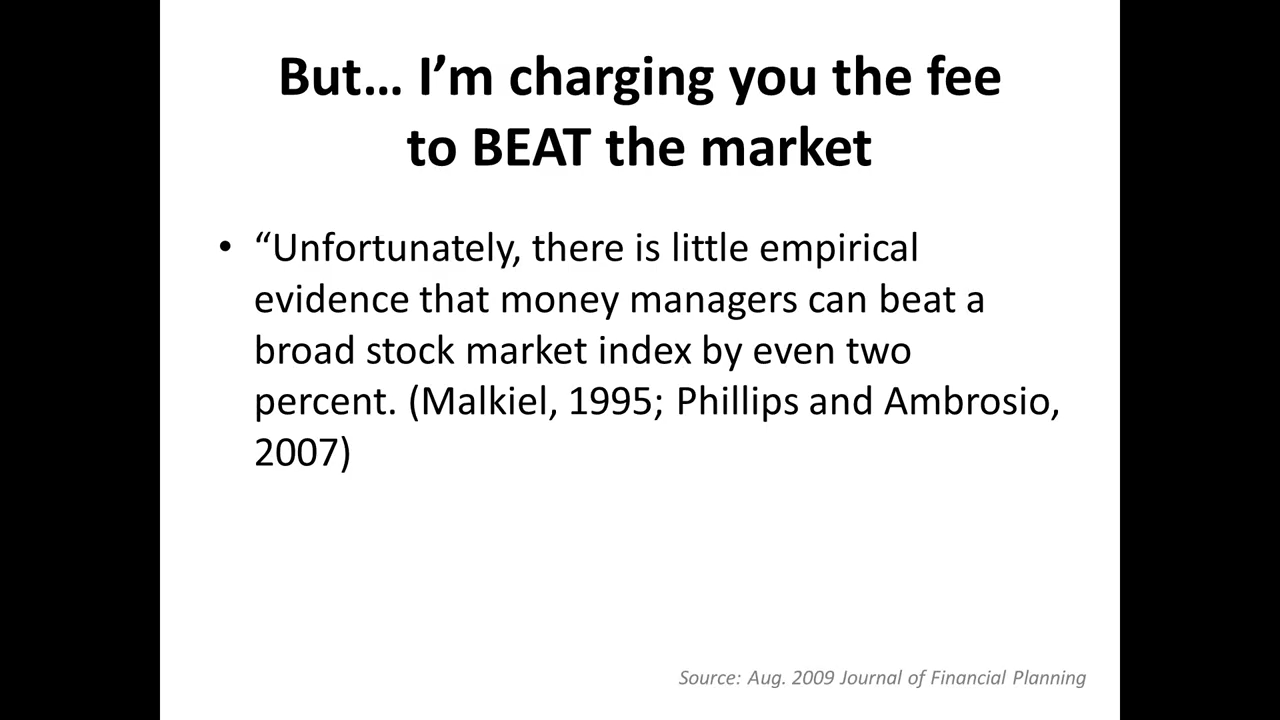 But… I’m charging you the fee
to BEAT the market
• “Unfortunately, there is little empirical
evidence that money managers can beat a
broad stock market index by even two
percent. (Malkiel, 1995; Phillips and Ambrosio,
2007)
Source: Aug. 2009 Journal of Financial Planning